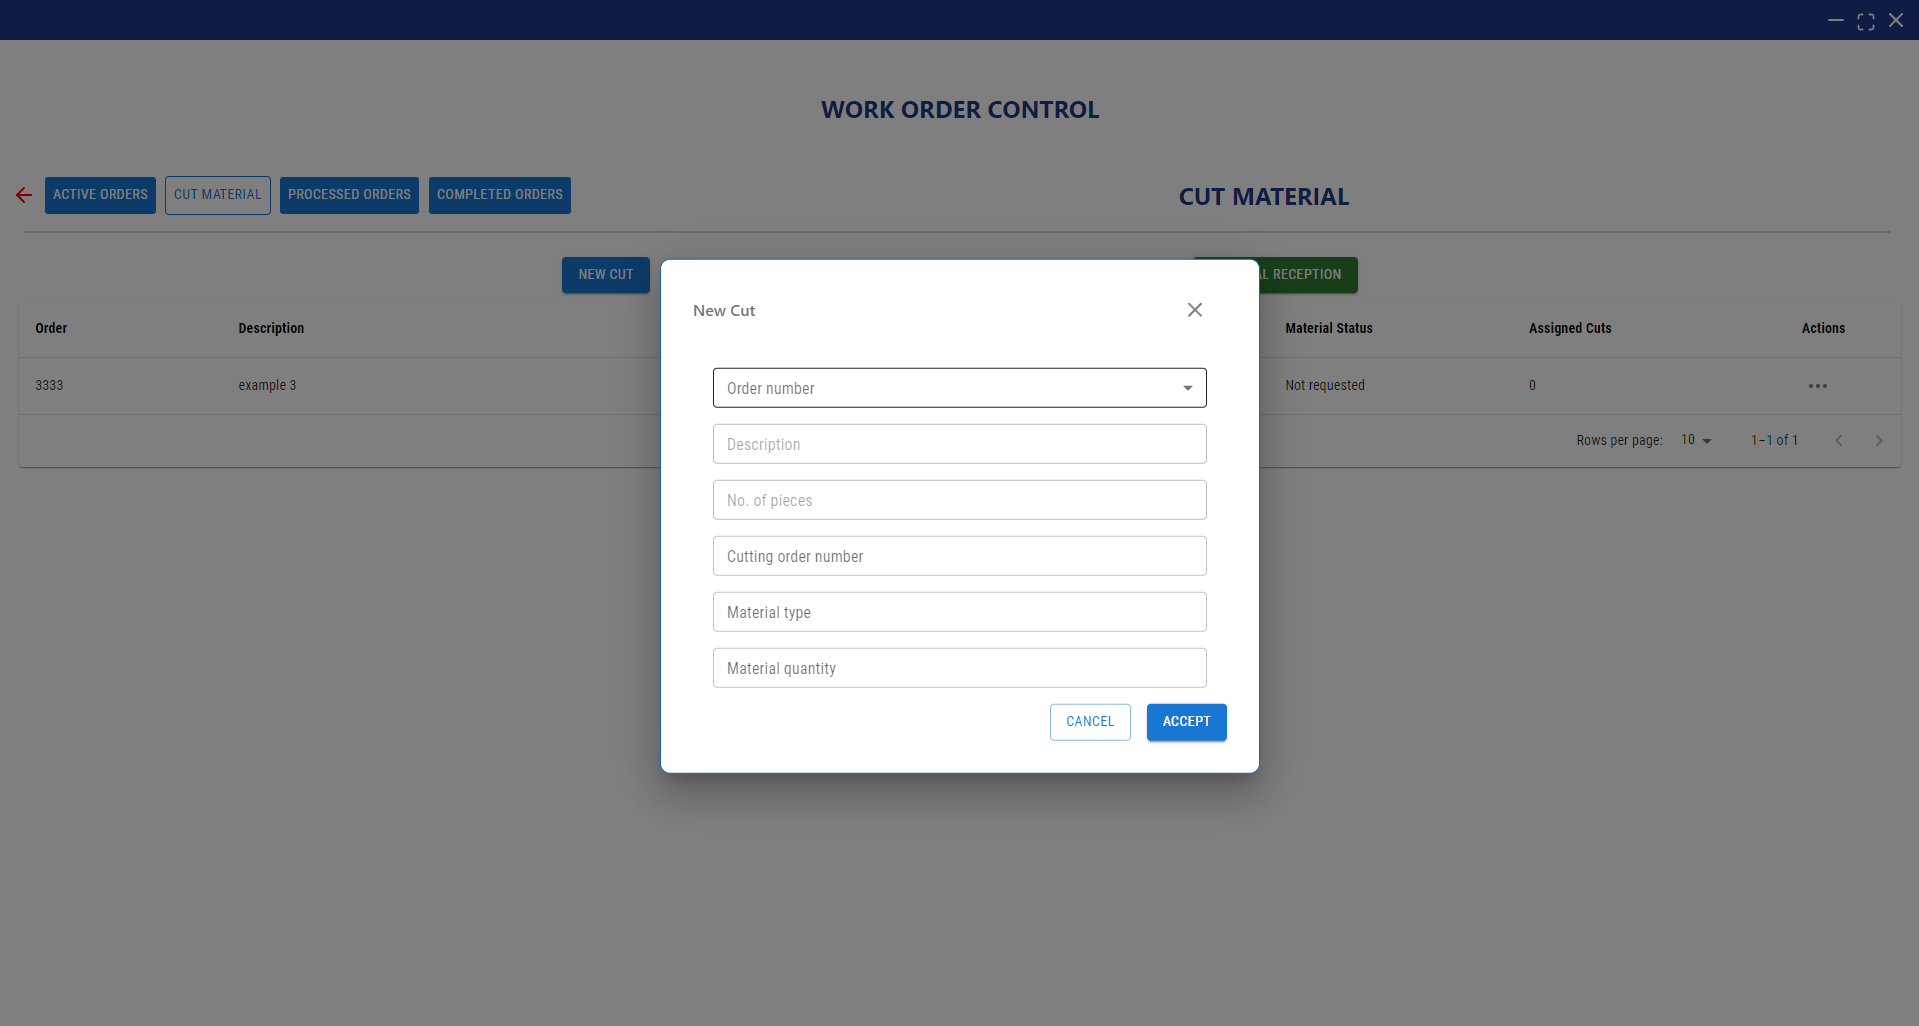 WORK ORDER CONTROL
ACTIVE ORDERS CUT MATERIAL PROCESSED ORDERS COMPLETED ORDERS CUT MATERIAL
NEW CUT RECEPTION
New Cut
Order Description Material Status Assigned Cuts Actions
3333 example 3 Not requested 0
Rows per page: 10 1–1 of 1
Order number
Description
No. of pieces
Cutting order number
Material type
Material quantity
CANCEL ACCEPT